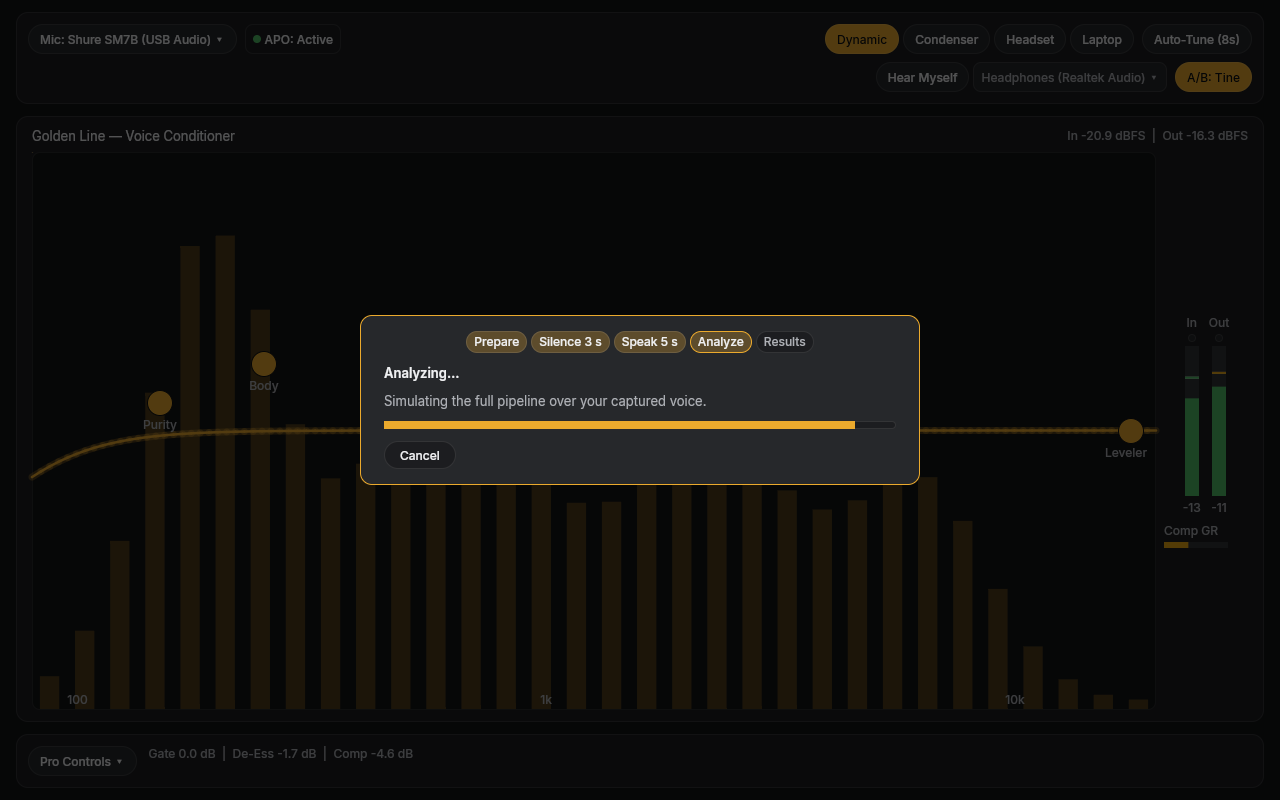 Mic: Shure SM7B (USB Audio) ▾
APO: Active
Dynamic
Condenser
Headset
Laptop
Auto-Tune (8s)
Hear Myself
Headphones (Realtek Audio) ▾
A/B: Tine
Golden Line — Voice Conditioner
In -20.9 dBFS | Out -16.3 dBFS
Prepare
Silence 3 s
Speak 5 s
Analyze
Results
Analyzing...
Simulating the full pipeline over your captured voice.
Cancel
Body
Purity
Leveler
In
Out
-13
-11
Comp GR
100
1k
10k
Pro Controls ▾
Gate 0.0 dB | De-Ess -1.7 dB | Comp -4.6 dB